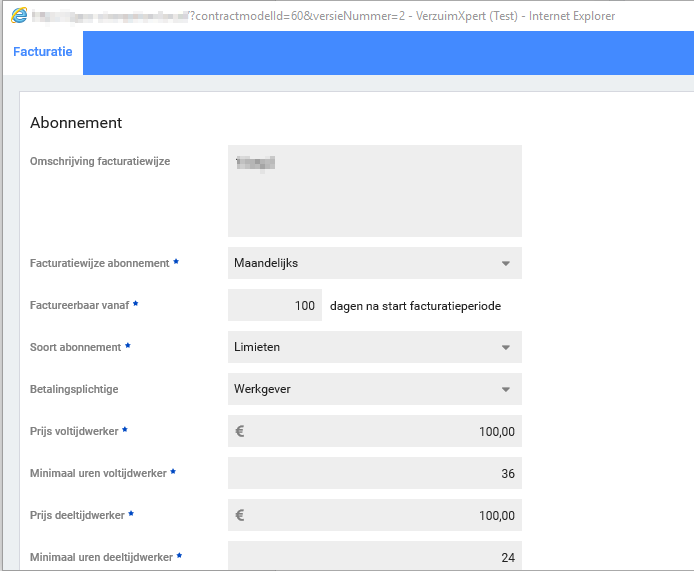 /?contractmodelId=60&versieNummer=2 - VerzuimXpert (Test) - Internet Explorer
Facturatie
Abonnement
Omschrijving facturatiewijze
Facturatiewijze abonnement * Maandelijks
Factureerbaar vanaf * 100 dagen na start facturatieperiode
Soort abonnement * Limieten
Betalingsplichtige Werkgever
Prijs voltijdwerker * € 100,00
Minimaal uren voltijdwerker * 36
Prijs deeltijdwerker * € 100,00
Minimaal uren deeltijdwerker * 24